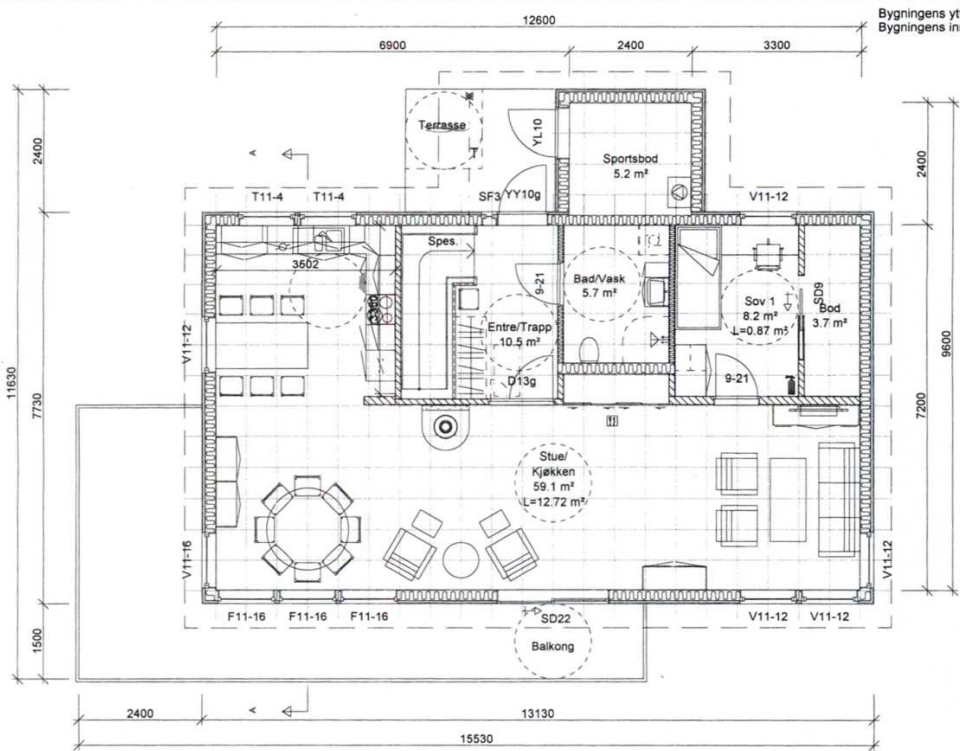 Bygningens yt
Bygningens inn
12600
6900
2400
3300
2400
7730
1500
11630
Terrasse
T
YL10
Sportsbod
5.2 m²
2400
7200
9600
A
T11-4
T11-4
SF3
YY10g
V11-12
Spes.
3502
3360
V11-12
9-21
Entre/Trapp
10.5 m²
D13g
Bad/Vask
5.7 m²
Sov 1
8.2 m²
L=0.87 m²
SD9
Bod
3.7 m²
9-21
Stue/
Kjøkken
59.1 m²
L=12.72 m²
V11-16
V11-12
F11-16
F11-16
F11-16
SD22
V11-12
V11-12
Balkong
A
2400
13130
15530